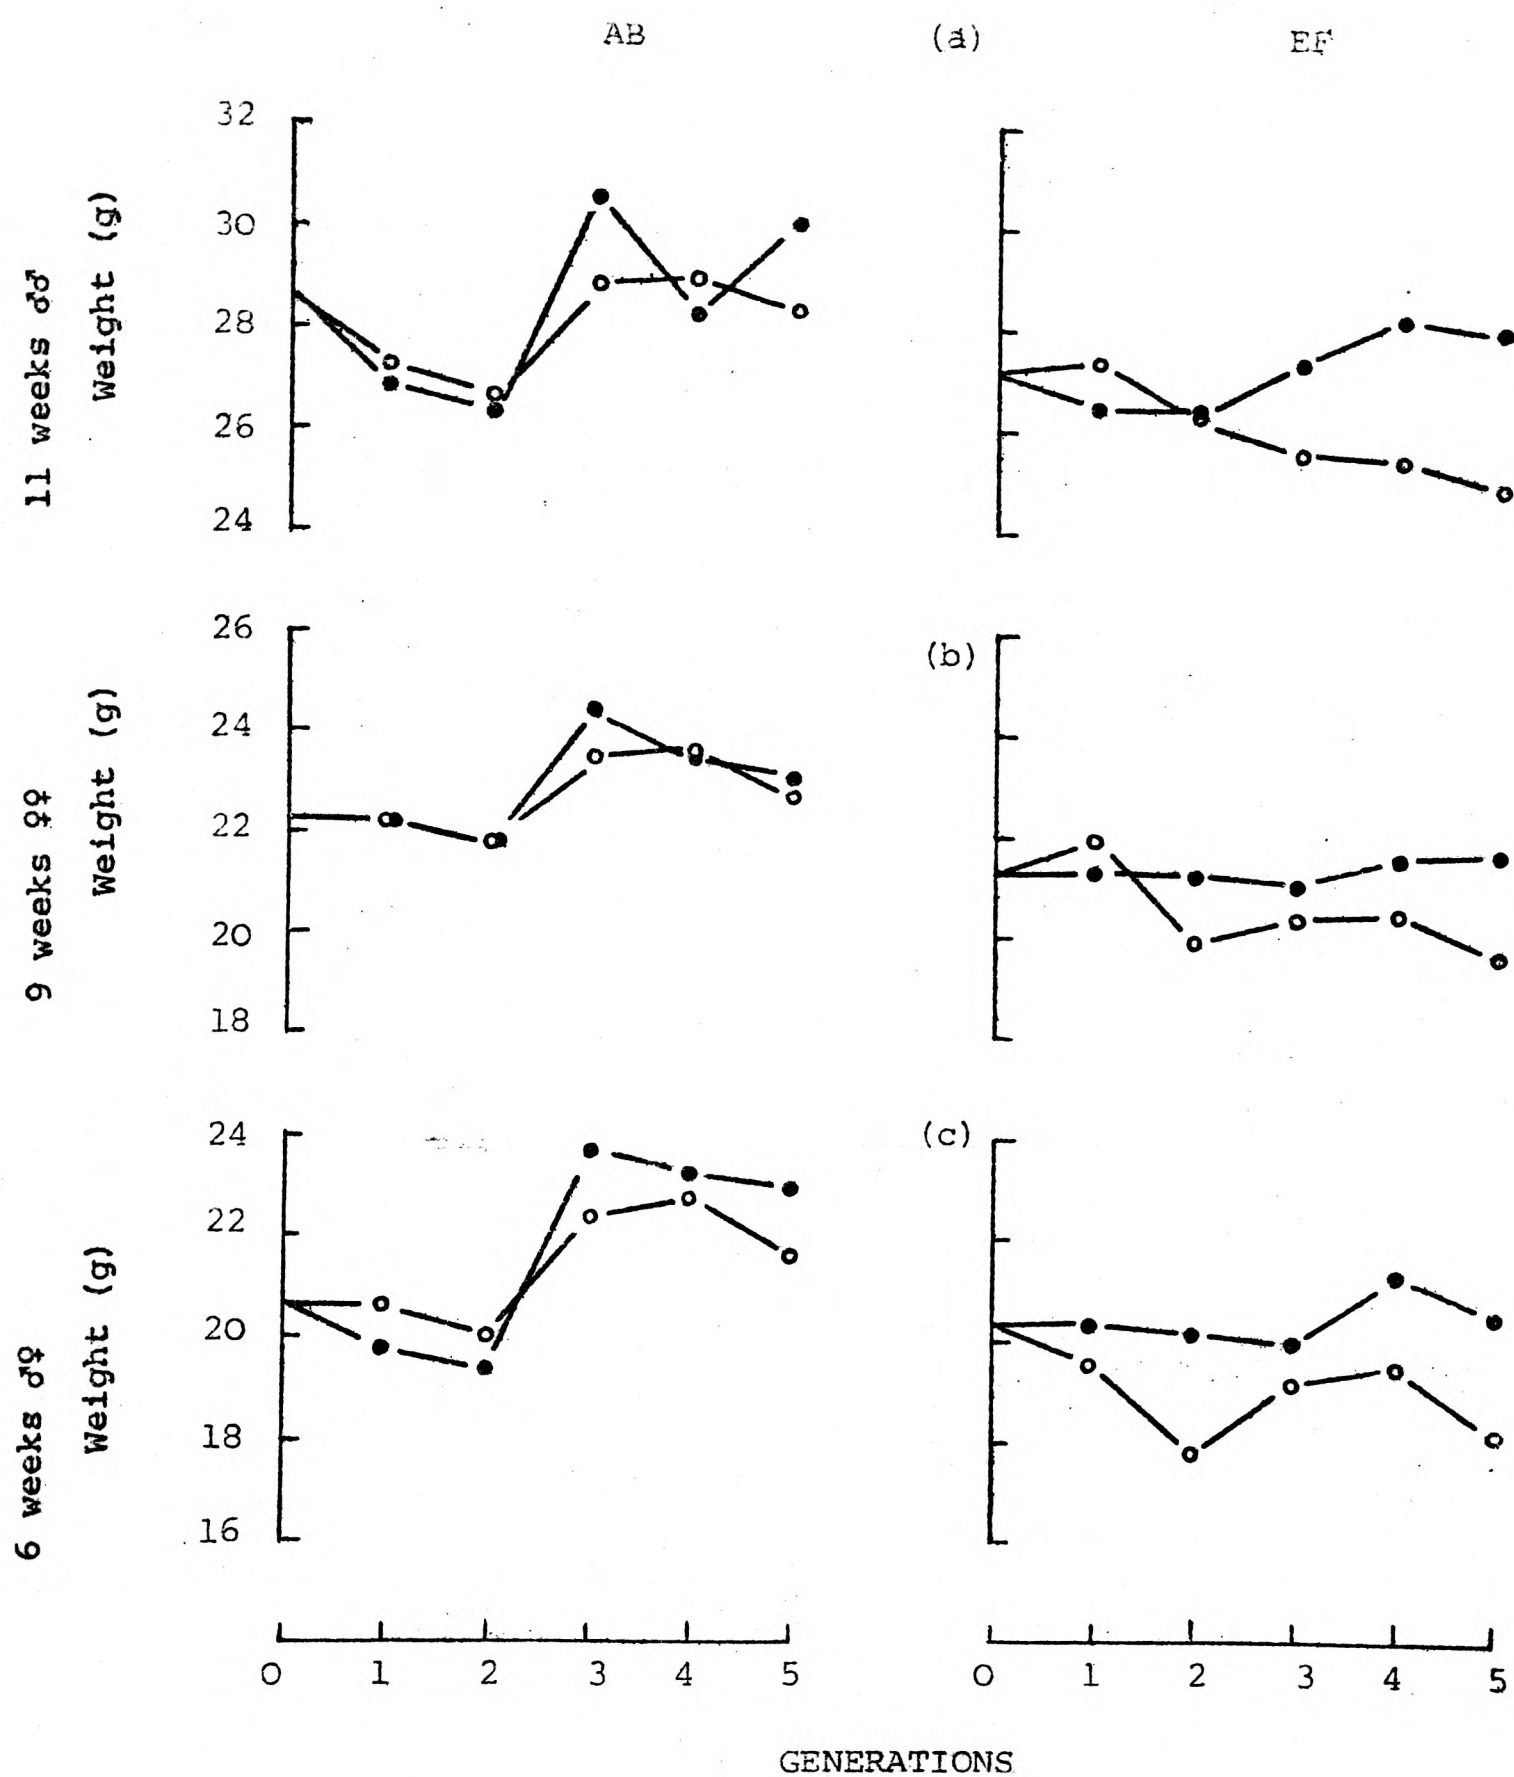 AB (a) EF
11 weeks ♂♂
Weight (g)
32
30
28
26
24
(b)
9 weeks ♀♀
Weight (g)
26
24
22
20
18
(c)
6 weeks ♂♀
Weight (g)
24
22
20
18
16
0 1 2 3 4 5 0 1 2 3 4 5
GENERATIONS